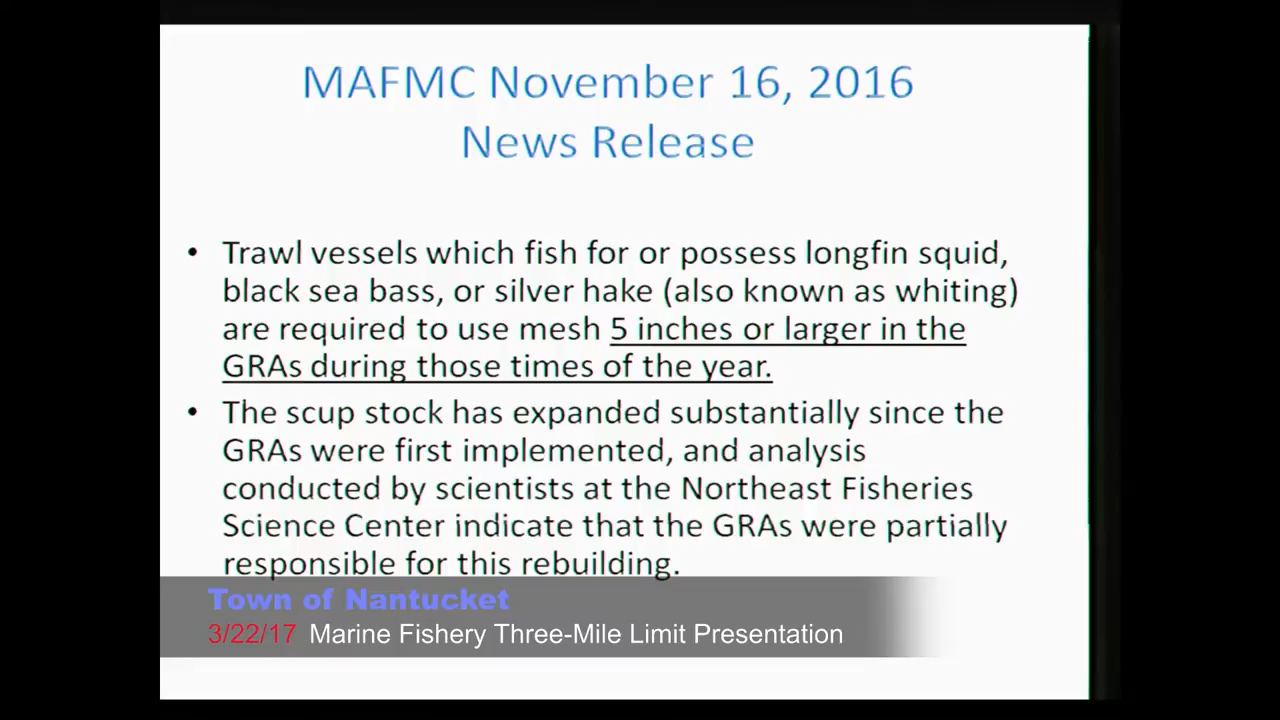 MAFMC November 16, 2016
News Release
• Trawl vessels which fish for or possess longfin squid,
black sea bass, or silver hake (also known as whiting)
are required to use mesh 5 inches or larger in the
GRAs during those times of the year.
• The scup stock has expanded substantially since the
GRAs were first implemented, and analysis
conducted by scientists at the Northeast Fisheries
Science Center indicate that the GRAs were partially
responsible for this rebuilding.
Town of Nantucket
3/22/17 Marine Fishery Three-Mile Limit Presentation